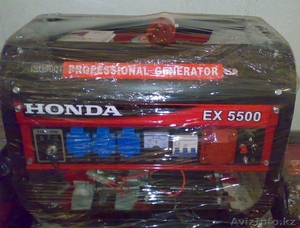 PROFESSIONAL GENERATOR
HONDA
EX 5500
AvizInfo.kz